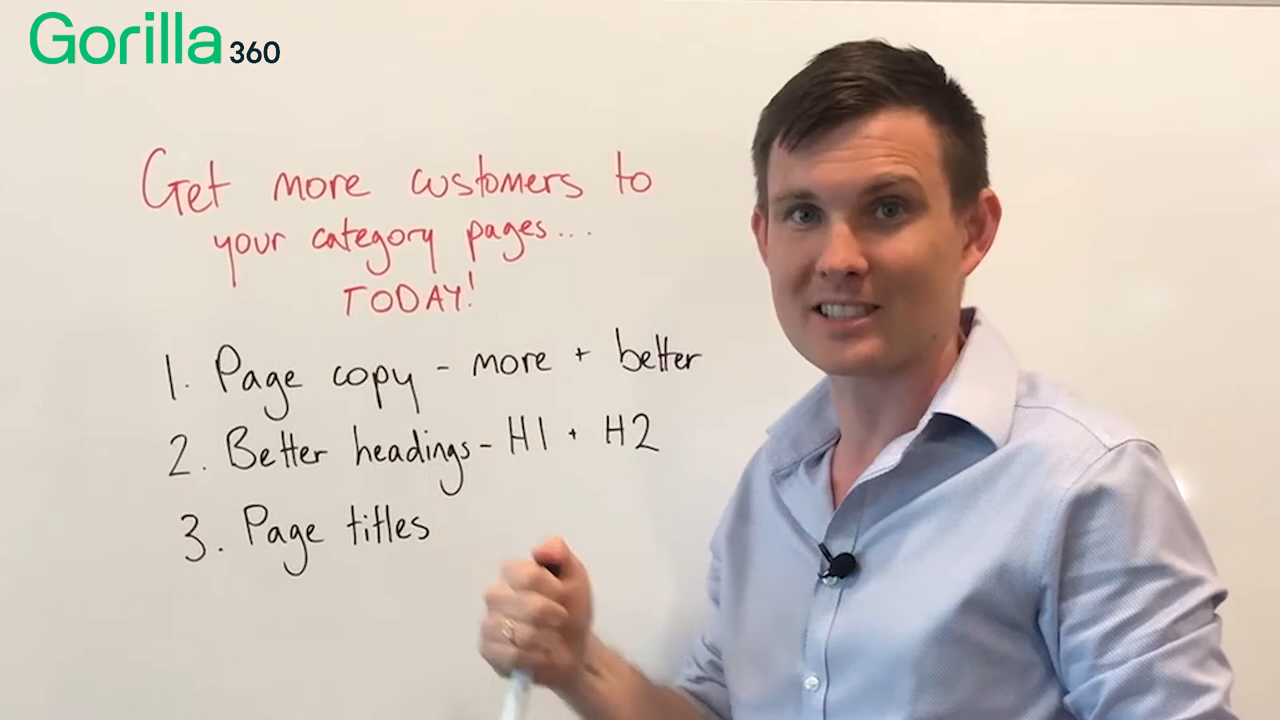 Gorilla 360
Get more customers to
your category pages...
TODAY!
1. Page copy - more + better
2. Better headings - H1 + H2
3. Page titles